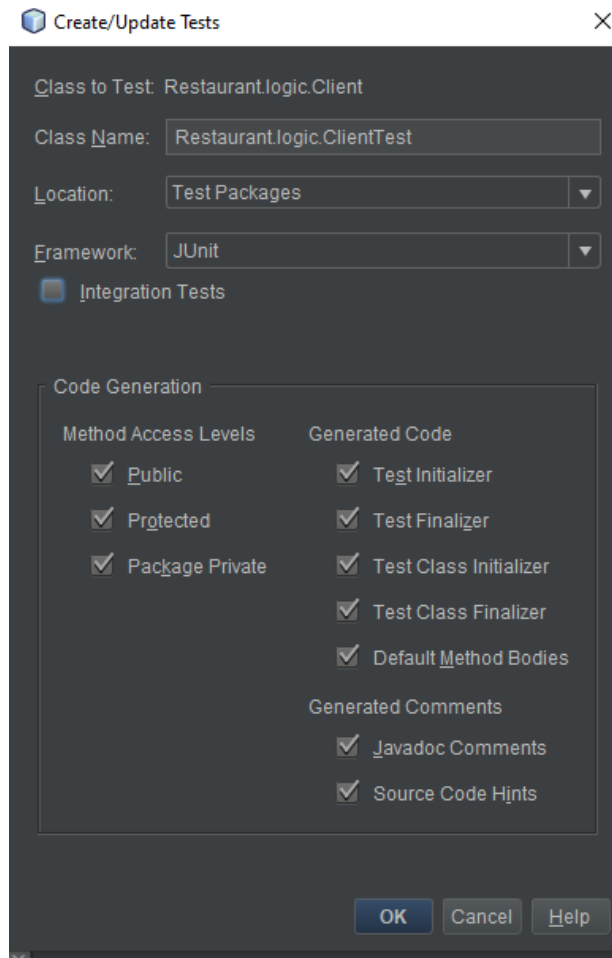 Create/Update Tests
Class to Test: Restaurant.logic.Client
Class Name: Restaurant.logic.ClientTest
Location: Test Packages
Framework: JUnit
Integration Tests
Code Generation
Method Access Levels
Public
Protected
Package Private
Generated Code
Test Initializer
Test Finalizer
Test Class Initializer
Test Class Finalizer
Default Method Bodies
Generated Comments
Javadoc Comments
Source Code Hints
OK Cancel Help